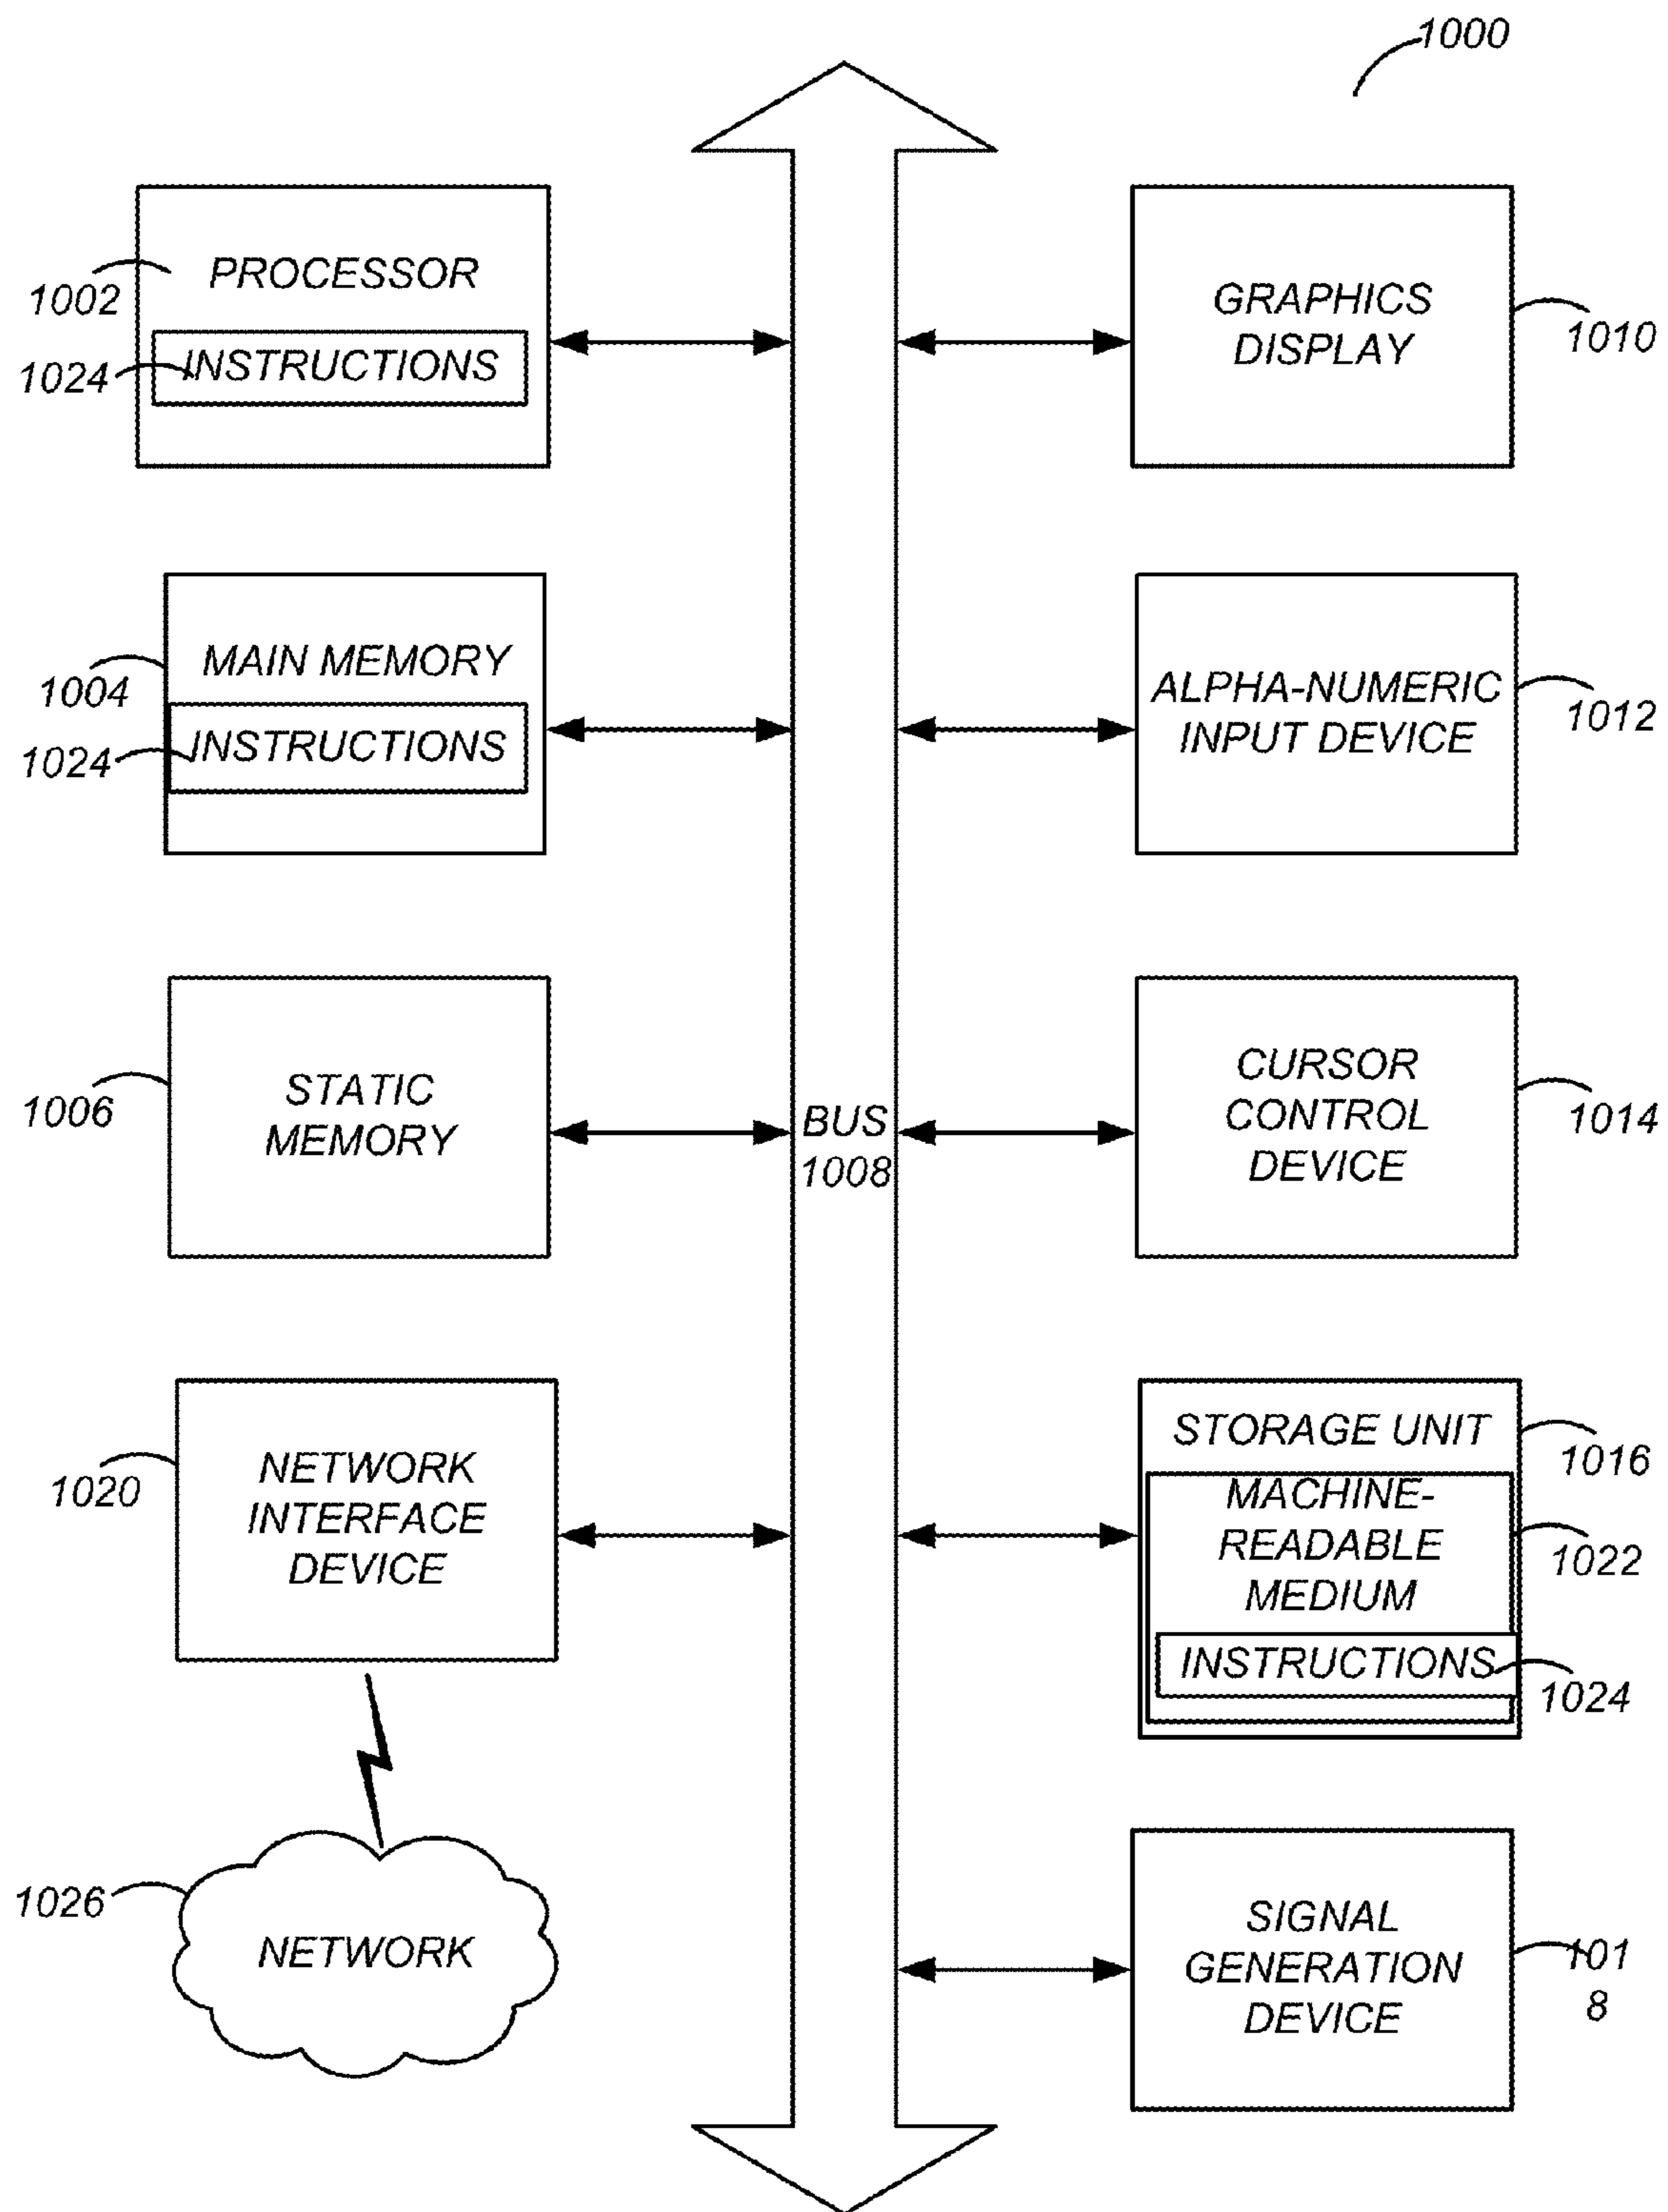 1000
PROCESSOR
1002
INSTRUCTIONS
1024
MAIN MEMORY
1004
INSTRUCTIONS
1024
STATIC
MEMORY
1006
NETWORK
INTERFACE
DEVICE
1020
NETWORK
1026
BUS
1008
GRAPHICS
DISPLAY
1010
ALPHA-NUMERIC
INPUT DEVICE
1012
CURSOR
CONTROL
DEVICE
1014
STORAGE UNIT
1016
MACHINE-
READABLE
MEDIUM
1022
INSTRUCTIONS
1024
SIGNAL
GENERATION
DEVICE
101
8